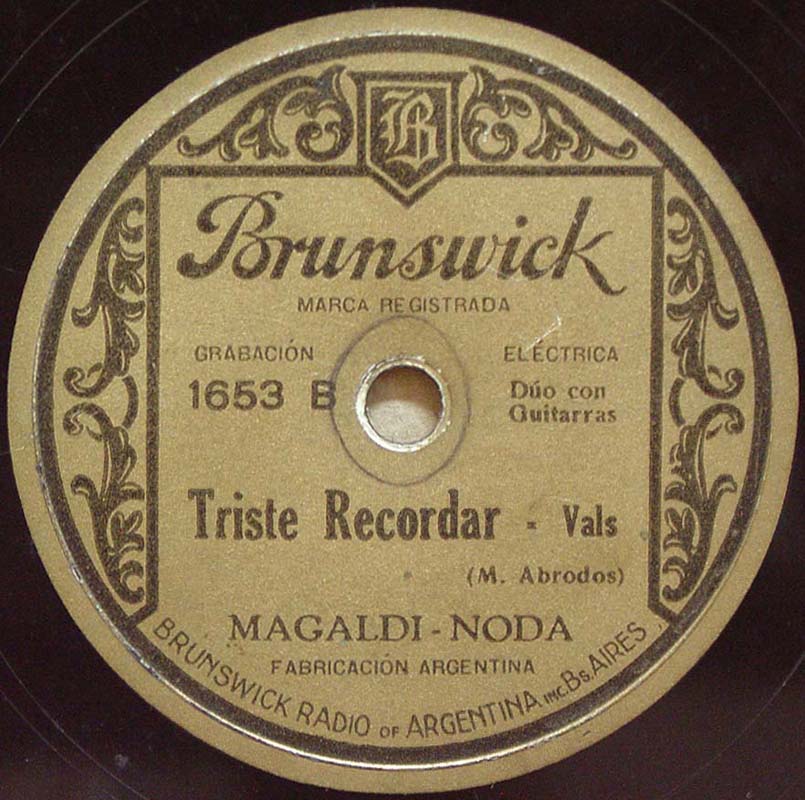 B
Brunswick
MARCA REGISTRADA
GRABACIÓN ELÉCTRICA
1653 B Dúo con
Guitarras
Triste Recordar - Vals
(M. Abrodos)
MAGALDI - NODA
FABRICACIÓN ARGENTINA
BRUNSWICK RADIO OF ARGENTINA INC. Bs. AIRES